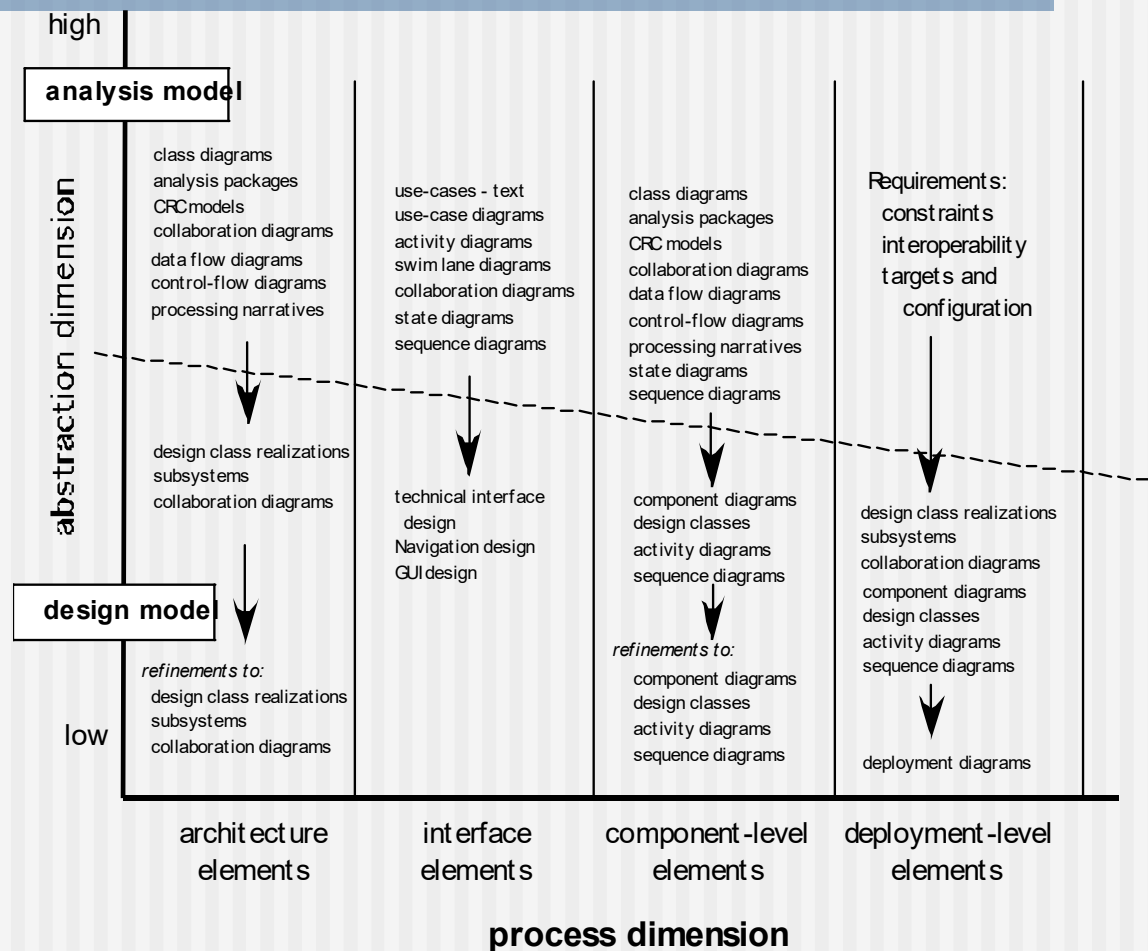 high
analysis model
abstraction dimension
class diagrams
analysis packages
CRC models
collaboration diagrams
data flow diagrams
control-flow diagrams
processing narratives
design class realizations
subsystems
collaboration diagrams
design model
refinements to:
design class realizations
subsystems
collaboration diagrams
low
use-cases - text
use-case diagrams
activity diagrams
swim lane diagrams
collaboration diagrams
state diagrams
sequence diagrams
technical interface
design
Navigation design
GUI design
class diagrams
analysis packages
CRC models
collaboration diagrams
data flow diagrams
control-flow diagrams
processing narratives
state diagrams
sequence diagrams
component diagrams
design classes
activity diagrams
sequence diagrams
refinements to:
component diagrams
design classes
activity diagrams
sequence diagrams
Requirements:
constraints
interoperability
targets and
configuration
design class realizations
subsystems
collaboration diagrams
component diagrams
design classes
activity diagrams
sequence diagrams
deployment diagrams
architecture
elements
interface
elements
component-level
elements
deployment-level
elements
process dimension